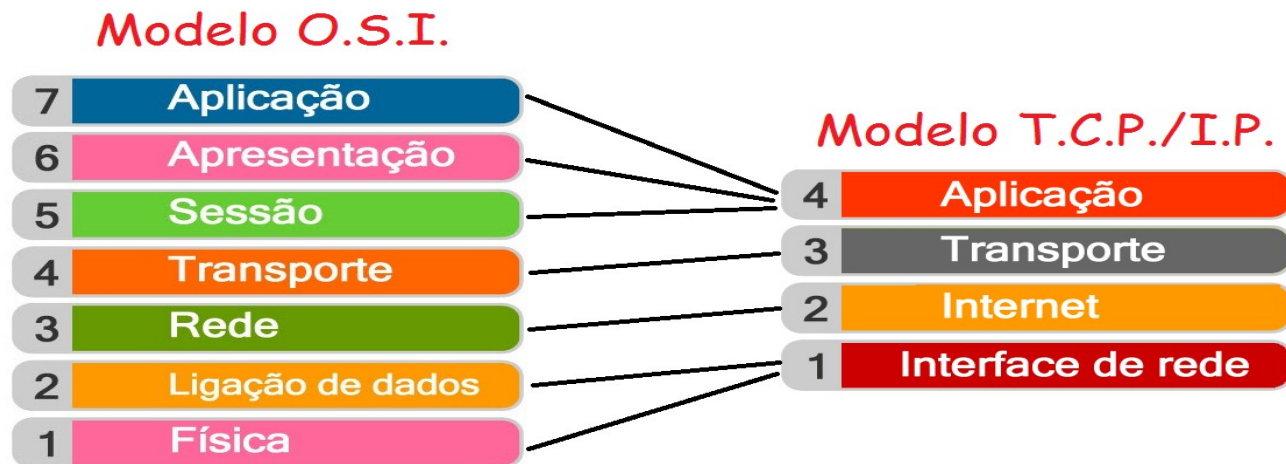 Modelo O.S.I.
7 Aplicação
6 Apresentação
5 Sessão
4 Transporte
3 Rede
2 Ligação de dados
1 Física
Modelo T.C.P./I.P.
4 Aplicação
3 Transporte
2 Internet
1 Interface de rede